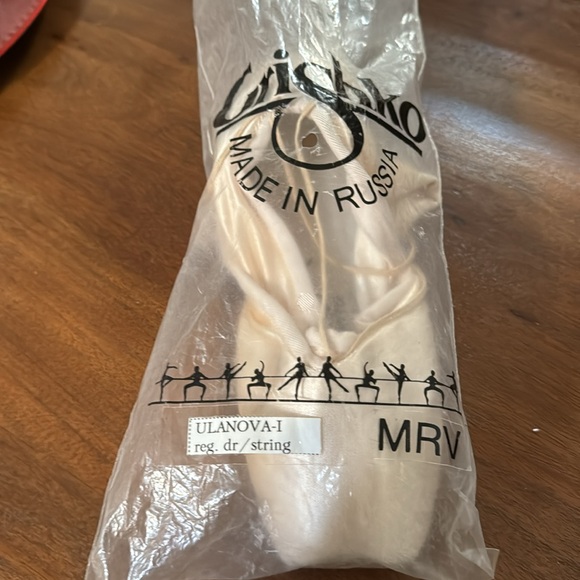 Grishko
MADE IN RUSSIA
ULANOVA-I
reg. dr/string
MRV